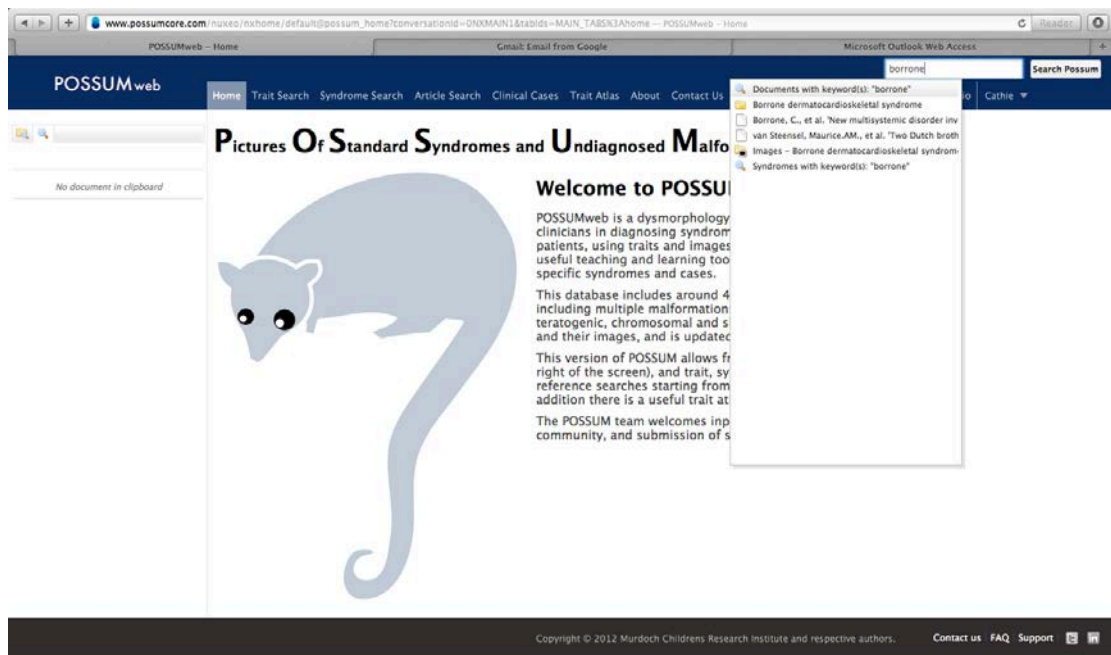 www.possumcore.com/nuxeo/nxhome/default@possum_home?conversationId=0NXMAIN1&tabIds=MAIN_TABS%3Ahome — POSSUMweb - Home
Reader
POSSUMweb – Home
Gmail: Email from Google
Microsoft Outlook Web Access
POSSUMweb
borrone
Search Possum
Home Trait Search Syndrome Search Article Search Clinical Cases Trait Atlas About Contact Us
Cathie
Documents with keyword(s): "borrone"
Borrone dermatocardioskeletal syndrome
Borrone, C., et al. 'New multisystemic disorder inv
van Steensel, Maurice.AM., et al. 'Two Dutch broth
Images – Borrone dermatocardioskeletal syndrom
Syndromes with keyword(s): "borrone"
No document in clipboard
Pictures Of Standard Syndromes and Undiagnosed Malfo
Welcome to POSSU
POSSUMweb is a dysmorphology
clinicians in diagnosing syndrom
patients, using traits and images
useful teaching and learning too
specific syndromes and cases.
This database includes around 4
including multiple malformation
teratogenic, chromosomal and s
and their images, and is updated
This version of POSSUM allows fr
right of the screen), and trait, sy
reference searches starting from
addition there is a useful trait at
The POSSUM team welcomes inp
community, and submission of s
Copyright © 2012 Murdoch Childrens Research Institute and respective authors.
Contact us FAQ Support